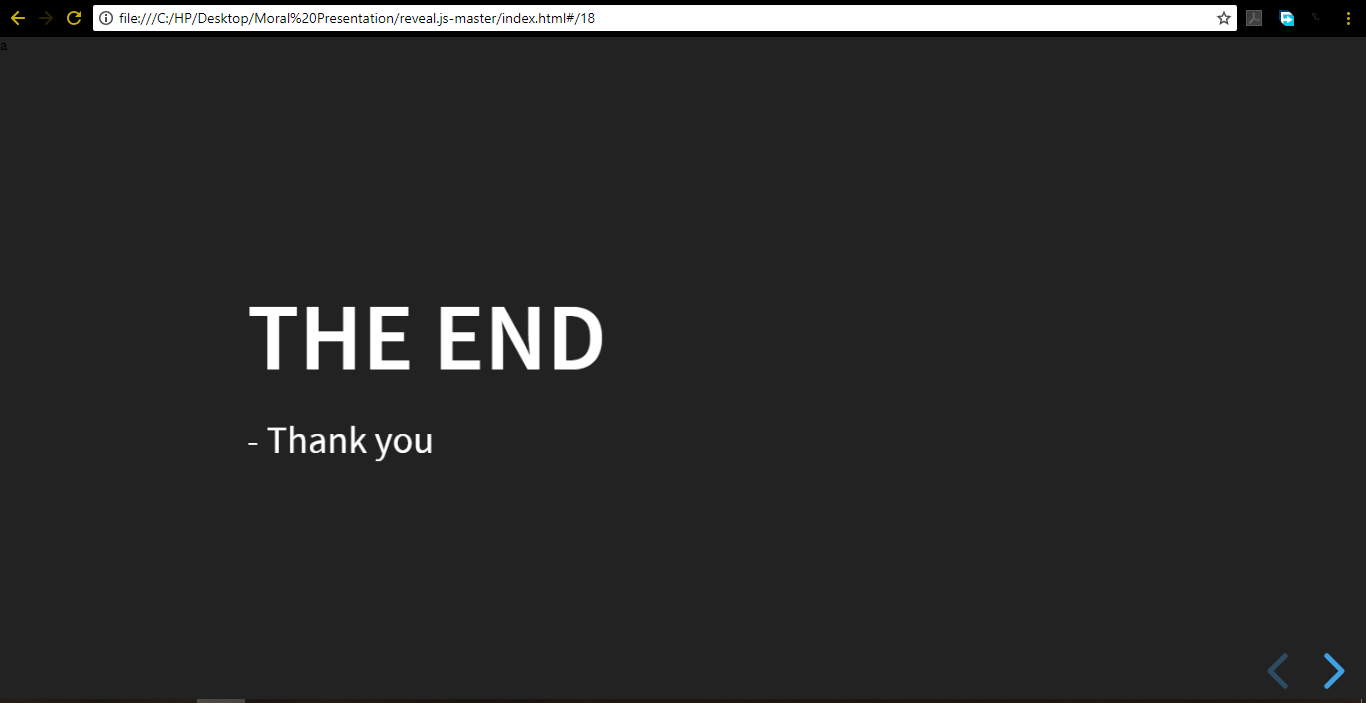 file:///C:/HP/Desktop/Moral%20Presentation/reveal.js-master/index.html#/18
a
THE END
- Thank you